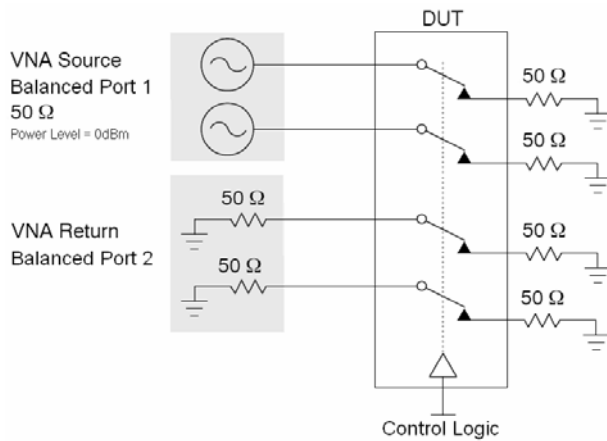 DUT
VNA Source
Balanced Port 1
50 Ω
Power Level = 0dBm
50 Ω
50 Ω
VNA Return
Balanced Port 2
50 Ω
50 Ω
50 Ω
50 Ω
Control Logic